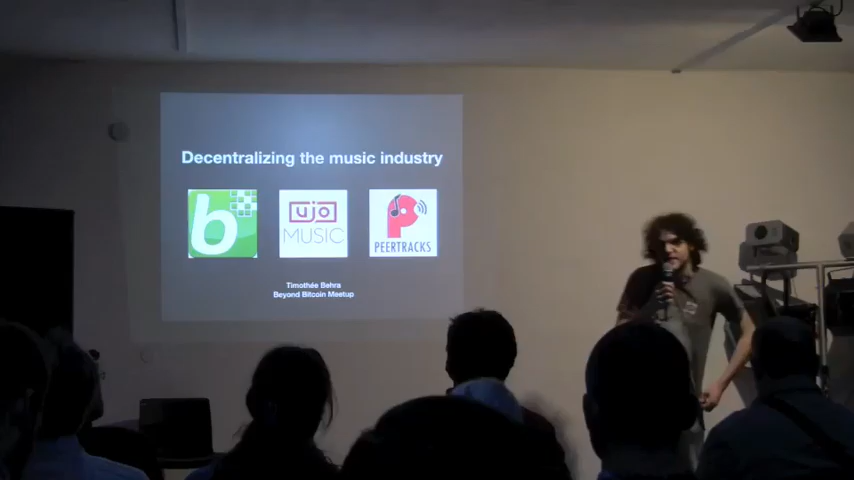 Decentralizing the music industry
b
ujo
MUSIC
PEERTRACKS
Timothée Behra
Beyond Bitcoin Meetup